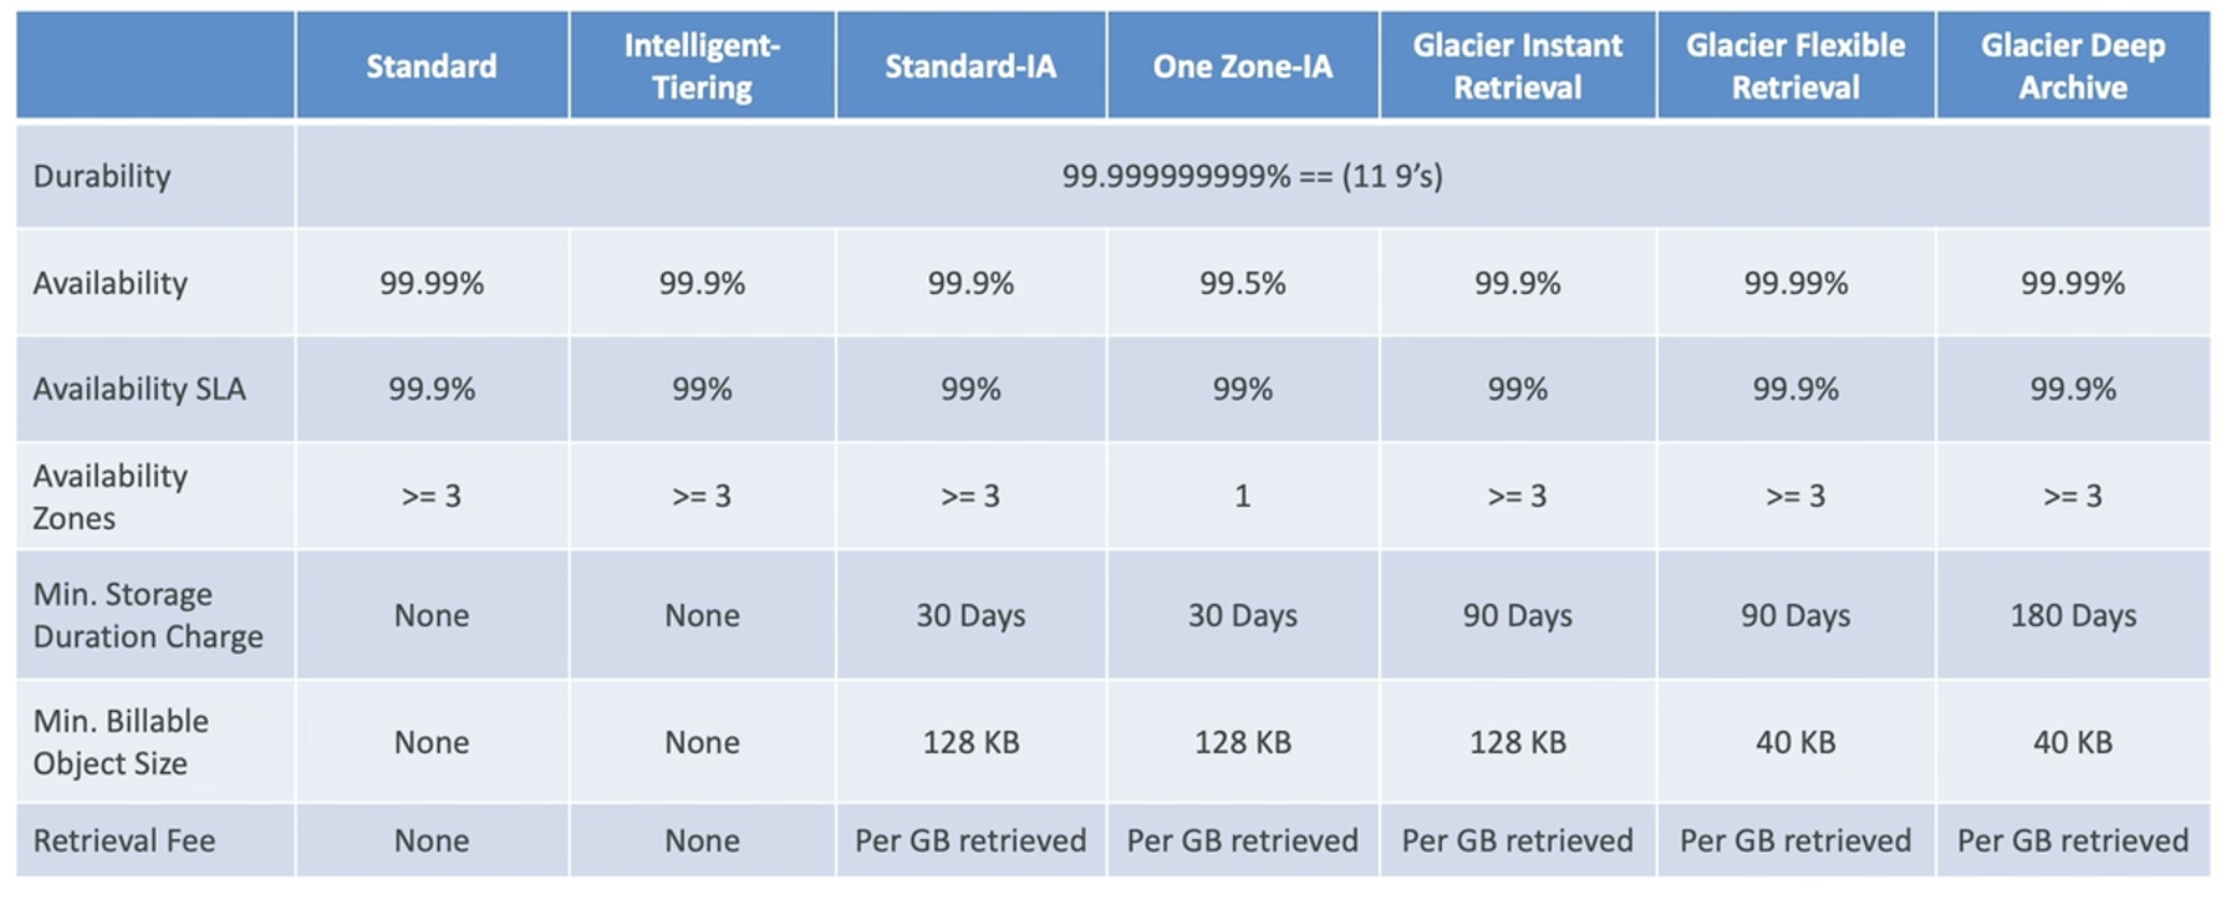 Standard
Intelligent-
Tiering
Standard-IA
One Zone-IA
Glacier Instant
Retrieval
Glacier Flexible
Retrieval
Glacier Deep
Archive
Durability
99.999999999% == (11 9’s)
Availability
99.99%
99.9%
99.9%
99.5%
99.9%
99.99%
99.99%
Availability SLA
99.9%
99%
99%
99%
99%
99.9%
99.9%
Availability
Zones
>= 3
>= 3
>= 3
1
>= 3
>= 3
>= 3
Min. Storage
Duration Charge
None
None
30 Days
30 Days
90 Days
90 Days
180 Days
Min. Billable
Object Size
None
None
128 KB
128 KB
128 KB
40 KB
40 KB
Retrieval Fee
None
None
Per GB retrieved
Per GB retrieved
Per GB retrieved
Per GB retrieved
Per GB retrieved